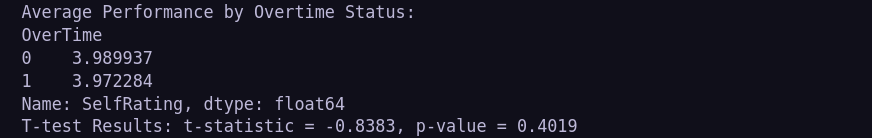 Average Performance by Overtime Status:
OverTime
0    3.989937
1    3.972284
Name: SelfRating, dtype: float64
T-test Results: t-statistic = -0.8383, p-value = 0.4019